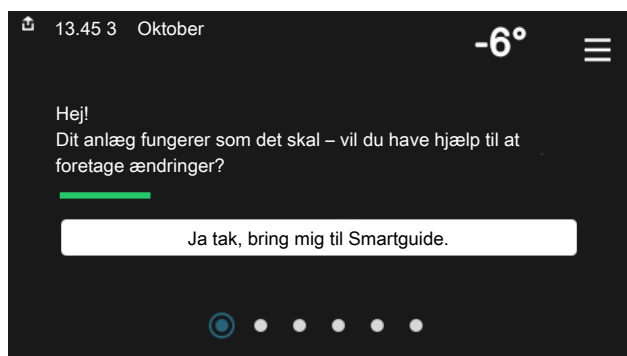 13.45 3 Oktober
-6°
Hej!
Dit anlæg fungerer som det skal – vil du have hjælp til at
foretage ændringer?
Ja tak, bring mig til Smartguide.